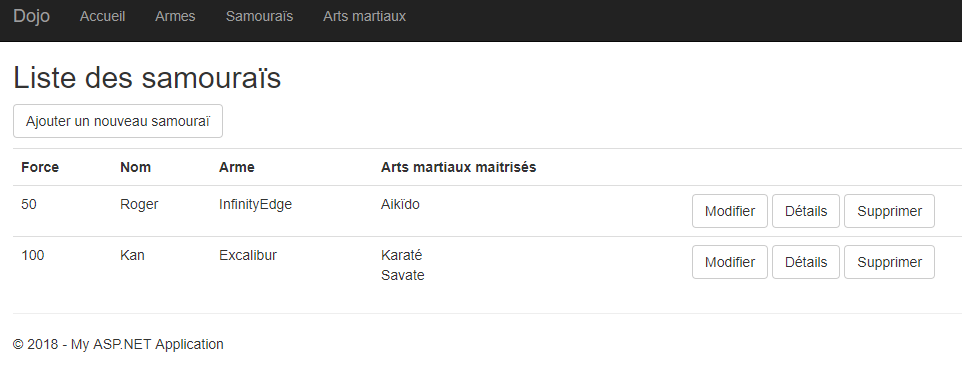 Dojo Accueil Armes Samouraïs Arts martiaux
Liste des samouraïs
Ajouter un nouveau samouraï
Force Nom Arme Arts martiaux maitrisés
50 Roger InfinityEdge Aikïdo Modifier Détails Supprimer
100 Kan Excalibur Karaté Modifier Détails Supprimer
Savate
© 2018 - My ASP.NET Application